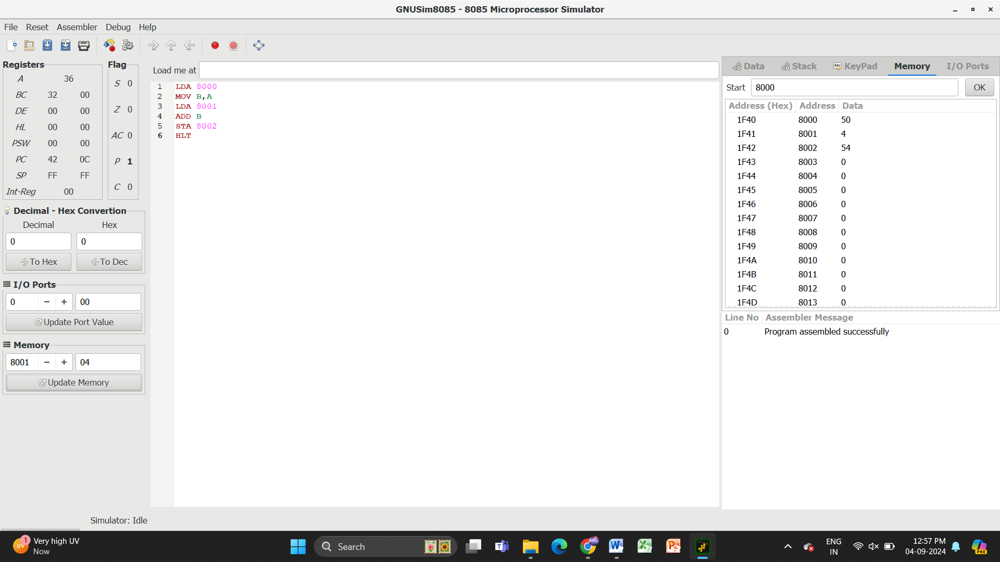 GNUSim8085 - 8085 Microprocessor Simulator
File Reset Assembler Debug Help
Registers
A 36
BC 32 00
DE 00 00
HL 00 00
PSW 00 00
PC 42 0C
SP FF FF
Int-Reg 00
Flag
S 0
Z 0
AC 0
P 1
C 0
Decimal - Hex Convertion
Decimal Hex
0 0
To Hex To Dec
I/O Ports
0 − + 00
Update Port Value
Memory
8001 − + 04
Update Memory
Load me at
1 LDA 8000
2 MOV B,A
3 LDA 8001
4 ADD B
5 STA 8002
6 HLT
Data Stack Abc KeyPad Memory I/O Ports
Start 8000 OK
Address (Hex) Address Data
1F40 8000 50
1F41 8001 4
1F42 8002 54
1F43 8003 0
1F44 8004 0
1F45 8005 0
1F46 8006 0
1F47 8007 0
1F48 8008 0
1F49 8009 0
1F4A 8010 0
1F4B 8011 0
1F4C 8012 0
1F4D 8013 0
Line No Assembler Message
0 Program assembled successfully
Simulator: Idle
UV 1 Very high UV
Now
Search
ENG
IN
12:57 PM
04-09-2024
PRE